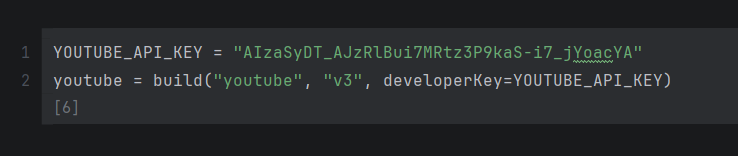 1 YOUTUBE_API_KEY = "AIzaSyDT_AJzRlBui7MRtz3P9kaS-i7_jYoacYA"
2 youtube = build("youtube", "v3", developerKey=YOUTUBE_API_KEY)
[6]